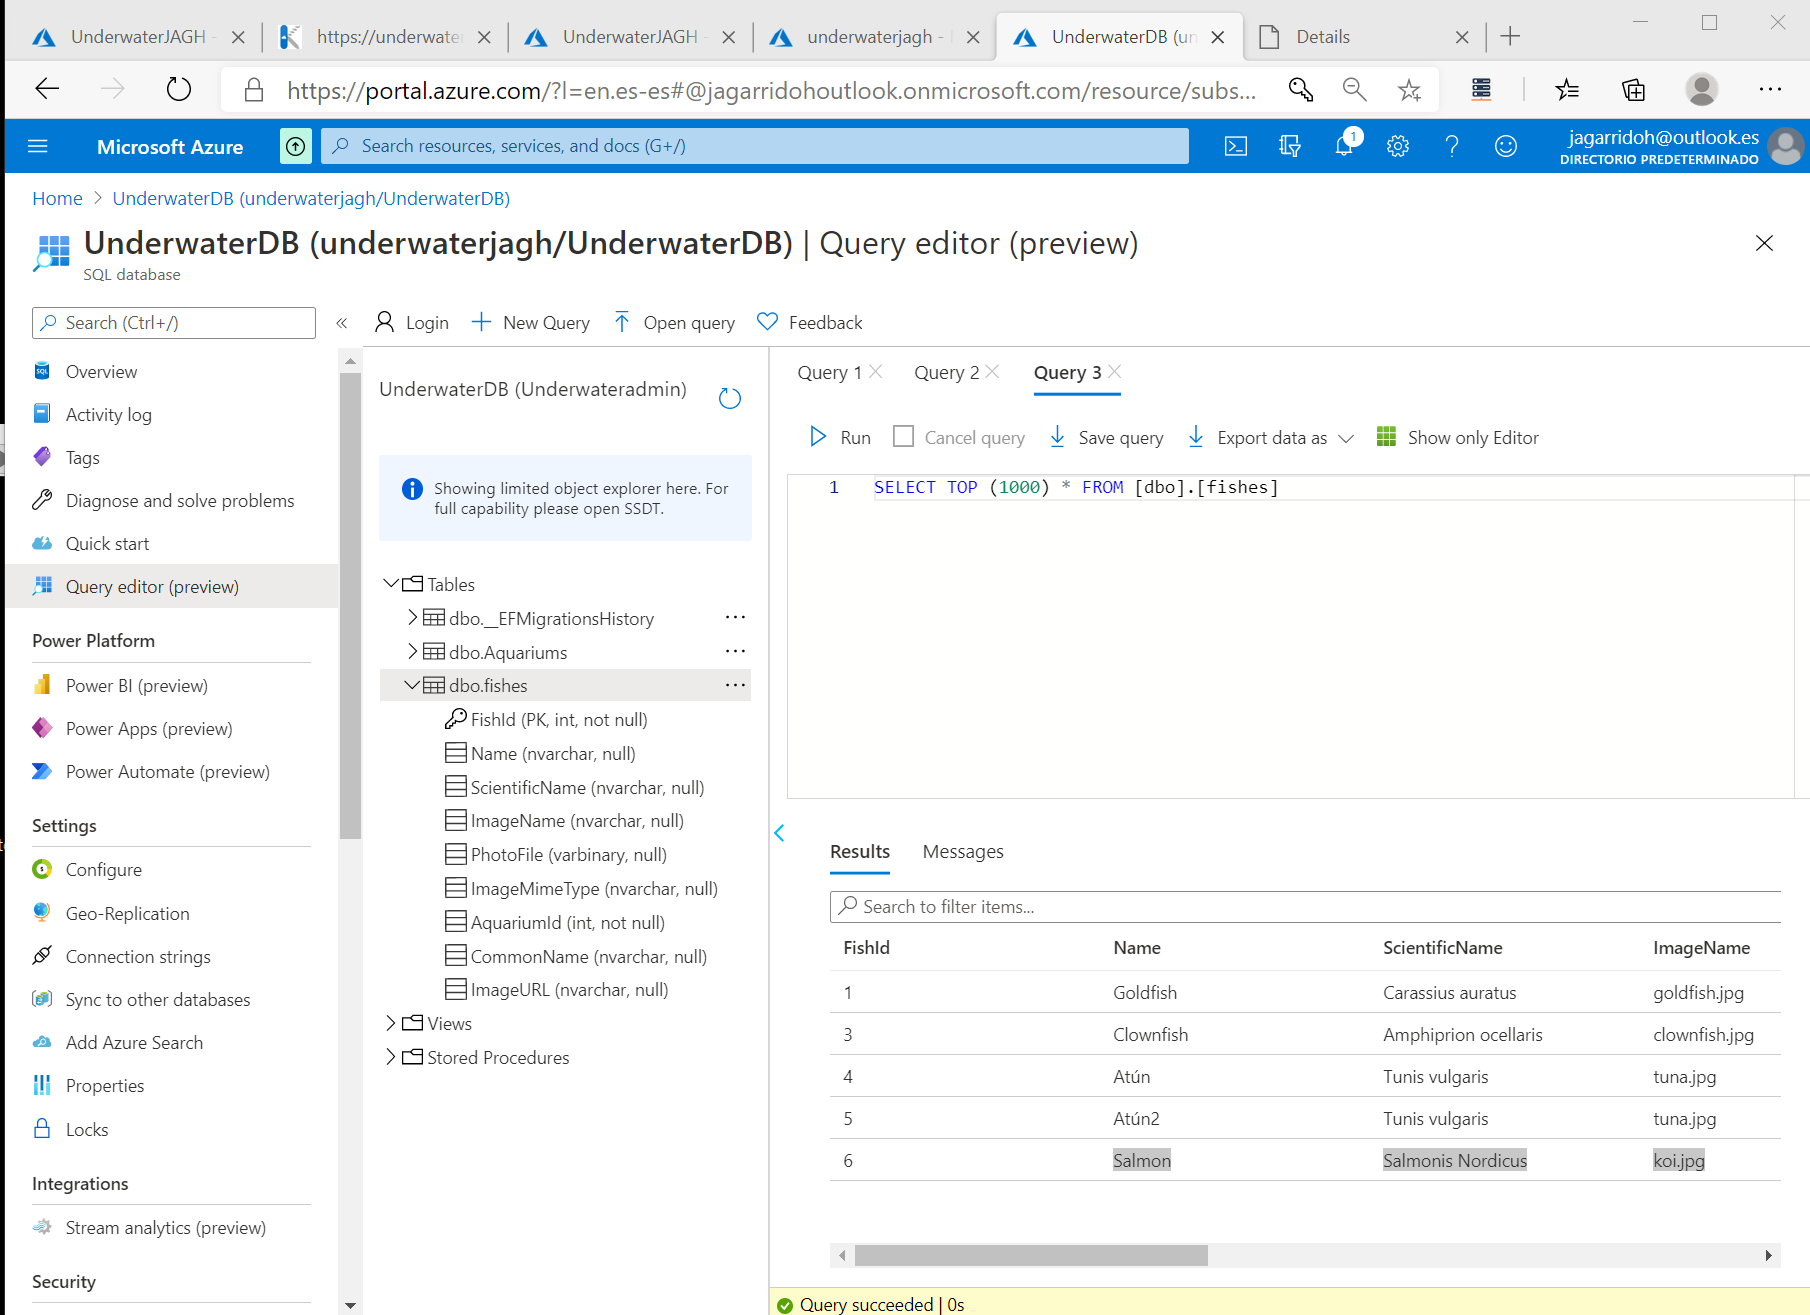 UnderwaterJAGH -
https://underwater
UnderwaterJAGH -
underwaterjagh -
UnderwaterDB (un
Details
https://portal.azure.com/?l=en.es-es#@jagarridohoutlook.onmicrosoft.com/resource/subs...
Microsoft Azure
Search resources, services, and docs (G+/)
1
jagarridoh@outlook.es
DIRECTORIO PREDETERMINADO
Home > UnderwaterDB (underwaterjagh/UnderwaterDB)
UnderwaterDB (underwaterjagh/UnderwaterDB) | Query editor (preview)
SQL database
Search (Ctrl+/)
«
Login
New Query
Open query
Feedback
Overview
Activity log
Tags
Diagnose and solve problems
Quick start
Query editor (preview)
Power Platform
Power BI (preview)
Power Apps (preview)
Power Automate (preview)
Settings
Configure
Geo-Replication
Connection strings
Sync to other databases
Add Azure Search
Properties
Locks
Integrations
Stream analytics (preview)
Security
UnderwaterDB (Underwateradmin)
Showing limited object explorer here. For
full capability please open SSDT.
Tables
dbo.__EFMigrationsHistory ...
dbo.Aquariums ...
dbo.fishes ...
FishId (PK, int, not null)
Name (nvarchar, null)
ScientificName (nvarchar, null)
ImageName (nvarchar, null)
PhotoFile (varbinary, null)
ImageMimeType (nvarchar, null)
AquariumId (int, not null)
CommonName (nvarchar, null)
ImageURL (nvarchar, null)
Views
Stored Procedures
Query 1
Query 2
Query 3
Run
Cancel query
Save query
Export data as
Show only Editor
1 SELECT TOP (1000) * FROM [dbo].[fishes]
Results
Messages
Search to filter items...
FishId Name ScientificName ImageName
1 Goldfish Carassius auratus goldfish.jpg
3 Clownfish Amphiprion ocellaris clownfish.jpg
4 Atún Tunis vulgaris tuna.jpg
5 Atún2 Tunis vulgaris tuna.jpg
6 Salmon Salmonis Nordicus koi.jpg
Query succeeded | 0s